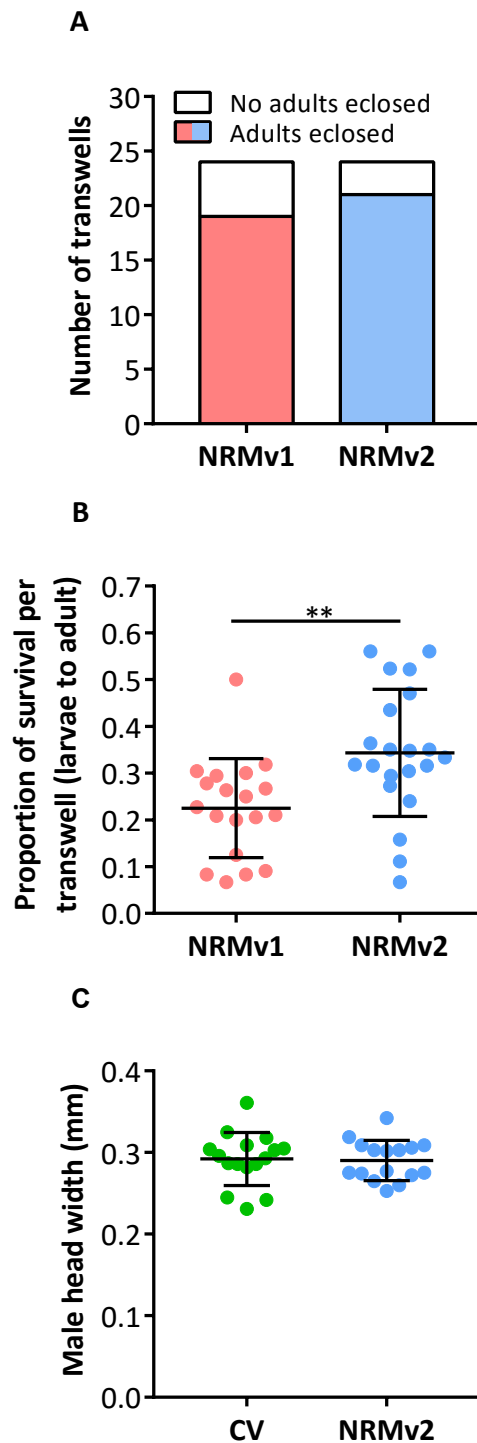 A
30
25
20
15
10
5
0
Number of transwells
No adults eclosed
Adults eclosed
NRMv1
NRMv2
B
0.7
0.6
0.5
0.4
0.3
0.2
0.1
0.0
Proportion of survival per
transwell (larvae to adult)
**
NRMv1
NRMv2
C
0.4
0.3
0.2
0.1
0.0
Male head width (mm)
CV
NRMv2